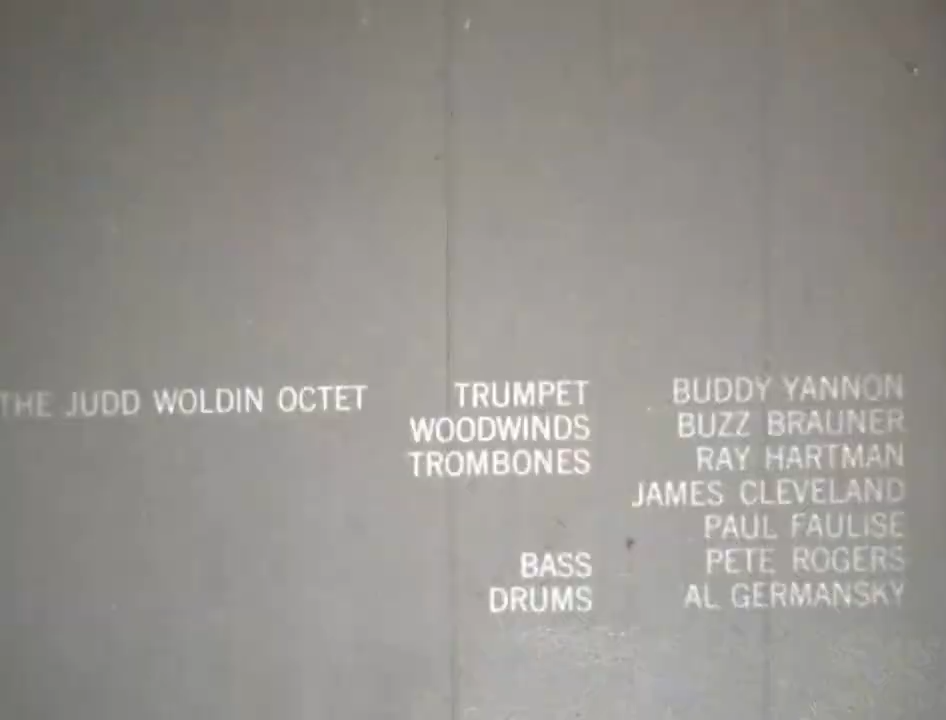 THE JUDD WOLDIN OCTET TRUMPET BUDDY YANNON
WOODWINDS BUZZ BRAUNER
TROMBONES RAY HARTMAN
JAMES CLEVELAND
PAUL FAULISE
BASS PETE ROGERS
DRUMS AL GERMANSKY